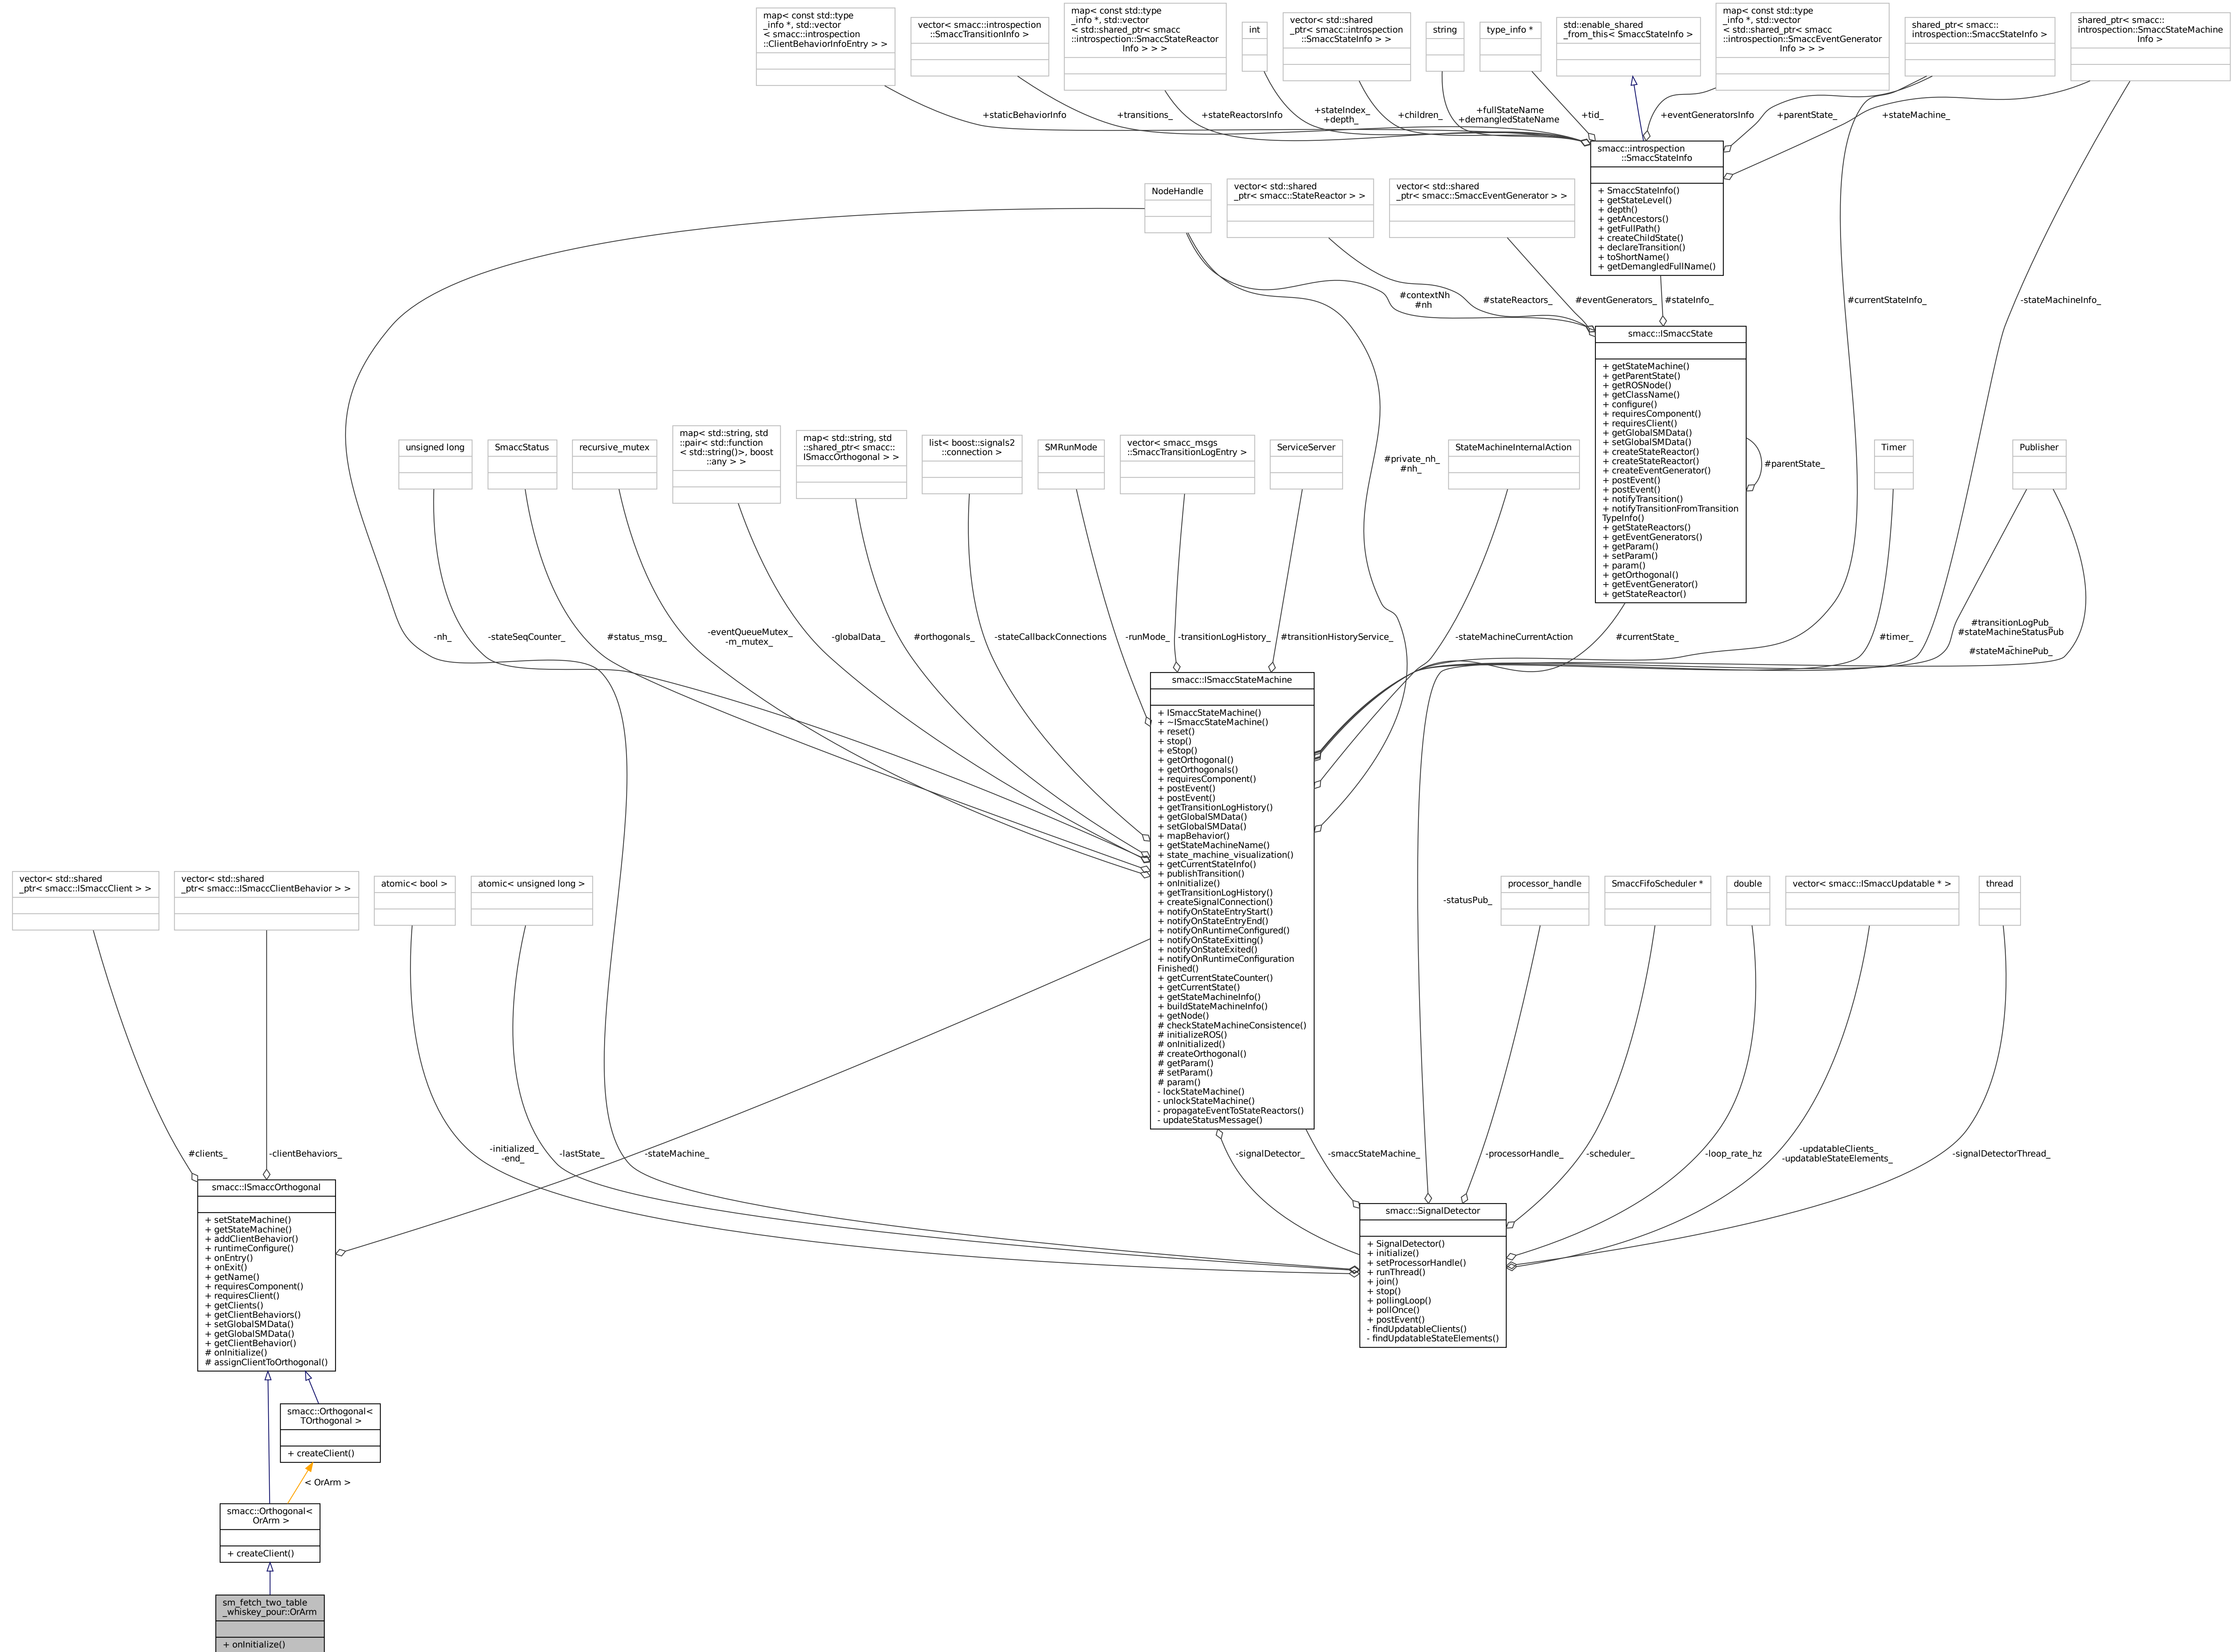 map< const std::type
_info *, std::vector
< smacc::introspection
::ClientBehaviorInfoEntry > >
vector< smacc::introspection
::SmaccTransitionInfo >
map< const std::type
_info *, std::vector
< std::shared_ptr< smacc
::introspection::SmaccStateReactor
Info > > >
int
vector< std::shared
_ptr< smacc::introspection
::SmaccStateInfo > >
string
type_info *
std::enable_shared
_from_this< SmaccStateInfo >
map< const std::type
_info *, std::vector
< std::shared_ptr< smacc
::introspection::SmaccEventGenerator
Info > > >
shared_ptr< smacc::
introspection::SmaccStateInfo >
shared_ptr< smacc::
introspection::SmaccStateMachine
Info >
+staticBehaviorInfo
+transitions_
+stateReactorsInfo
+stateIndex_
+depth_
+children_
+fullStateName
+demangledStateName
+tid_
+eventGeneratorsInfo
+parentState_
+stateMachine_
smacc::introspection
::SmaccStateInfo
+ SmaccStateInfo()
+ getStateLevel()
+ depth()
+ getAncestors()
+ getFullPath()
+ createChildState()
+ declareTransition()
+ toShortName()
+ getDemangledFullName()
NodeHandle
vector< std::shared
_ptr< smacc::StateReactor > >
vector< std::shared
_ptr< smacc::SmaccEventGenerator > >
#contextNh
#nh
#stateReactors_
#eventGenerators_
#stateInfo_
#currentStateInfo_
-stateMachineInfo_
smacc::ISmaccState
+ getStateMachine()
+ getParentState()
+ getROSNode()
+ getClassName()
+ configure()
+ requiresComponent()
+ requiresClient()
+ getGlobalSMData()
+ setGlobalSMData()
+ createStateReactor()
+ createStateReactor()
+ createEventGenerator()
+ postEvent()
+ postEvent()
+ notifyTransition()
+ notifyTransitionFromTransition
TypeInfo()
+ getStateReactors()
+ getEventGenerators()
+ getParam()
+ setParam()
+ param()
+ getOrthogonal()
+ getEventGenerator()
+ getStateReactor()
#parentState_
unsigned long
SmaccStatus
recursive_mutex
map< std::string, std
::pair< std::function
< std::string()>, boost
::any > >
map< std::string, std
::shared_ptr< smacc::
ISmaccOrthogonal > >
list< boost::signals2
::connection >
SMRunMode
vector< smacc_msgs
::SmaccTransitionLogEntry >
ServiceServer
#private_nh_
#nh_
StateMachineInternalAction
Timer
Publisher
-nh_
-stateSeqCounter_
#status_msg_
-eventQueueMutex_
-m_mutex_
-globalData_
#orthogonals_
-stateCallbackConnections
-runMode_
-transitionLogHistory_
#transitionHistoryService_
-stateMachineCurrentAction
#currentState_
#timer_
#transitionLogPub_
#stateMachineStatusPub
_
#stateMachinePub_
smacc::ISmaccStateMachine
+ ISmaccStateMachine()
+ ~ISmaccStateMachine()
+ reset()
+ stop()
+ eStop()
+ getOrthogonal()
+ getOrthogonals()
+ requiresComponent()
+ postEvent()
+ postEvent()
+ getTransitionLogHistory()
+ getGlobalSMData()
+ setGlobalSMData()
+ mapBehavior()
+ getStateMachineName()
+ state_machine_visualization()
+ getCurrentStateInfo()
+ publishTransition()
+ onInitialize()
+ getTransitionLogHistory()
+ createSignalConnection()
+ notifyOnStateEntryStart()
+ notifyOnStateEntryEnd()
+ notifyOnRuntimeConfigured()
+ notifyOnStateExitting()
+ notifyOnStateExited()
+ notifyOnRuntimeConfiguration
Finished()
+ getCurrentStateCounter()
+ getCurrentState()
+ getStateMachineInfo()
+ buildStateMachineInfo()
+ getNode()
# checkStateMachineConsistence()
# initializeROS()
# onInitialized()
# createOrthogonal()
# getParam()
# setParam()
# param()
- lockStateMachine()
- unlockStateMachine()
- propagateEventToStateReactors()
- updateStatusMessage()
vector< std::shared
_ptr< smacc::ISmaccClient > >
vector< std::shared
_ptr< smacc::ISmaccClientBehavior > >
atomic< bool >
atomic< unsigned long >
-statusPub_
processor_handle
SmaccFifoScheduler *
double
vector< smacc::ISmaccUpdatable * >
thread
#clients_
-clientBehaviors_
-initialized_
-end_
-lastState_
-stateMachine_
-signalDetector_
-smaccStateMachine_
-processorHandle_
-scheduler_
-loop_rate_hz
-updatableClients_
-updatableStateElements_
-signalDetectorThread_
smacc::ISmaccOrthogonal
+ setStateMachine()
+ getStateMachine()
+ addClientBehavior()
+ runtimeConfigure()
+ onEntry()
+ onExit()
+ getName()
+ requiresComponent()
+ requiresClient()
+ getClients()
+ getClientBehaviors()
+ setGlobalSMData()
+ getGlobalSMData()
+ getClientBehavior()
# onInitialize()
# assignClientToOrthogonal()
smacc::SignalDetector
+ SignalDetector()
+ initialize()
+ setProcessorHandle()
+ runThread()
+ join()
+ stop()
+ pollingLoop()
+ pollOnce()
+ postEvent()
- findUpdatableClients()
- findUpdatableStateElements()
smacc::Orthogonal<
TOrthogonal >
+ createClient()
< OrArm >
smacc::Orthogonal<
OrArm >
+ createClient()
sm_fetch_two_table
_whiskey_pour::OrArm
+ onInitialize()